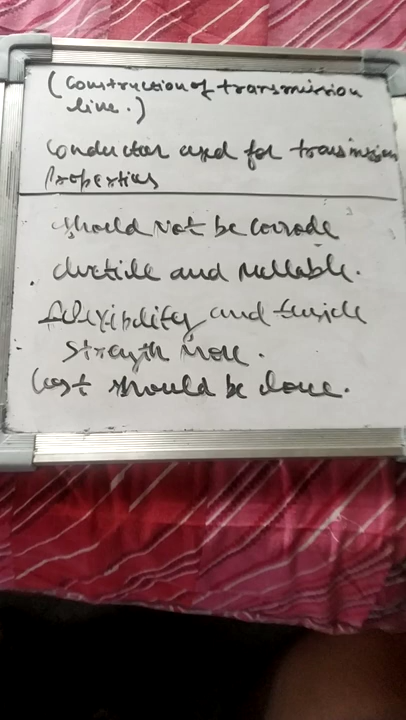 (Construction of transmission
line.)
Conductor used for transmission
Properties
should Not be corrode
ductile and mellable.
flexiblity and tensile
strength More.
Cost should be low.